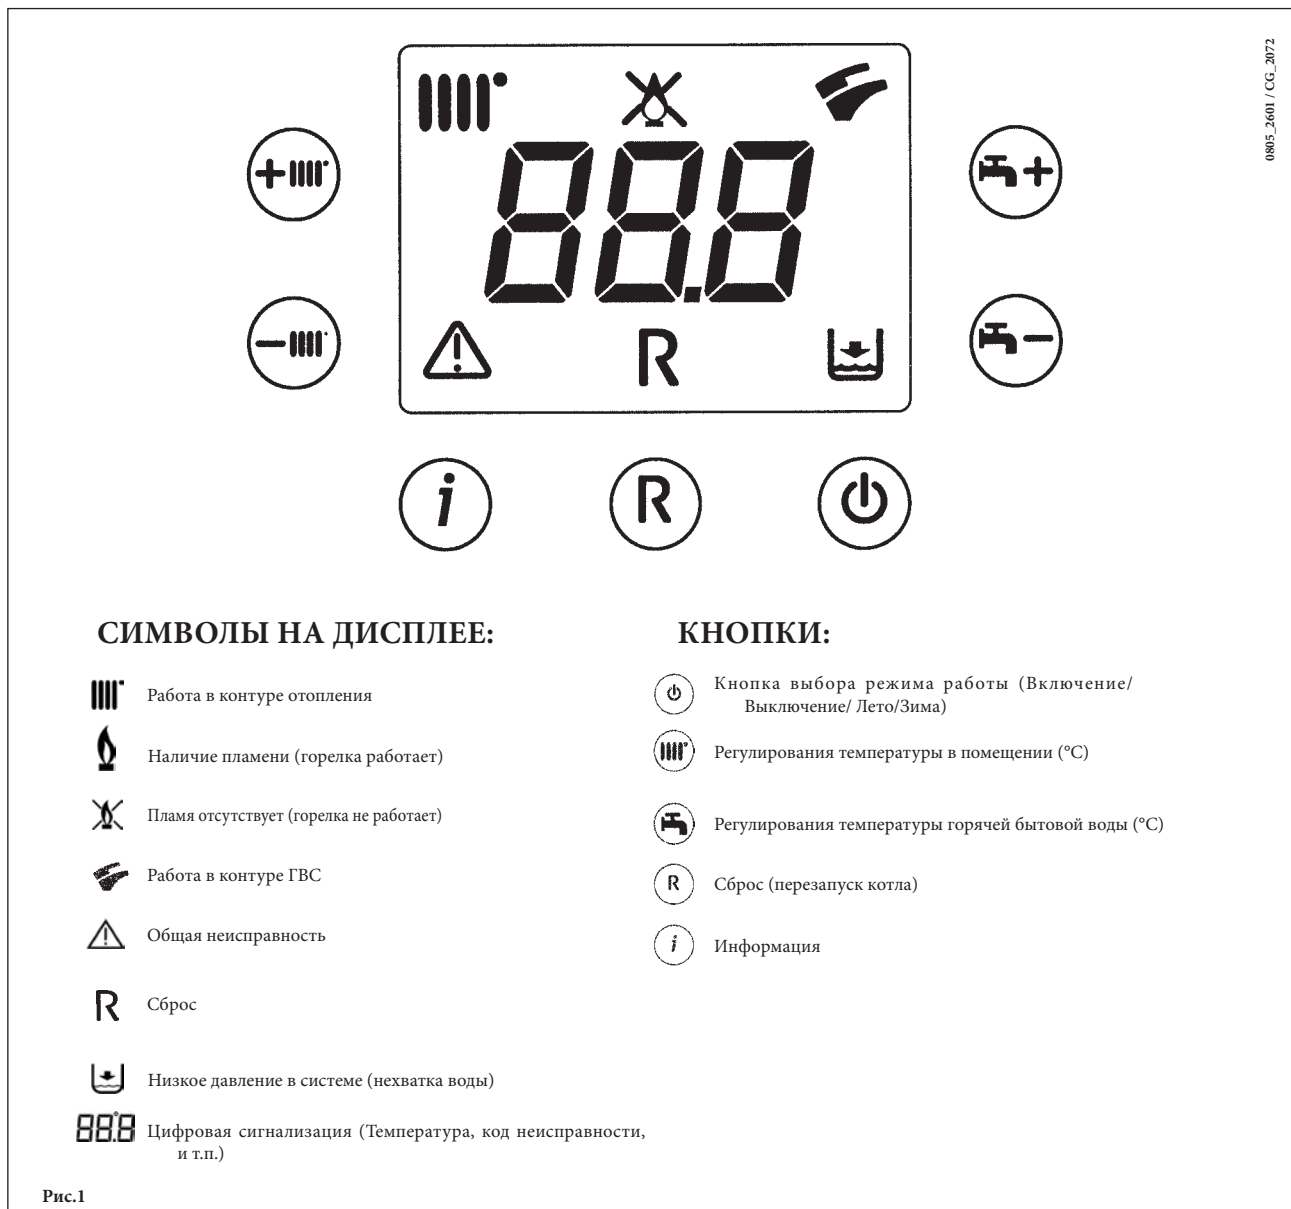 0805_2601 / CG_2072
88.8
R
i
R
СИМВОЛЫ НА ДИСПЛЕЕ:
Работа в контуре отопления
Наличие пламени (горелка работает)
Пламя отсутствует (горелка не работает)
Работа в контуре ГВС
Общая неисправность
R
Сброс
Низкое давление в системе (нехватка воды)
88.8
Цифровая сигнализация (Температура, код неисправности,
и т.п.)
КНОПКИ:
Кнопка выбора режима работы (Включение/
Выключение/ Лето/Зима)
Регулирования температуры в помещении (°C)
Регулирования температуры горячей бытовой воды (°C)
R
Сброс (перезапуск котла)
i
Информация
Рис.1